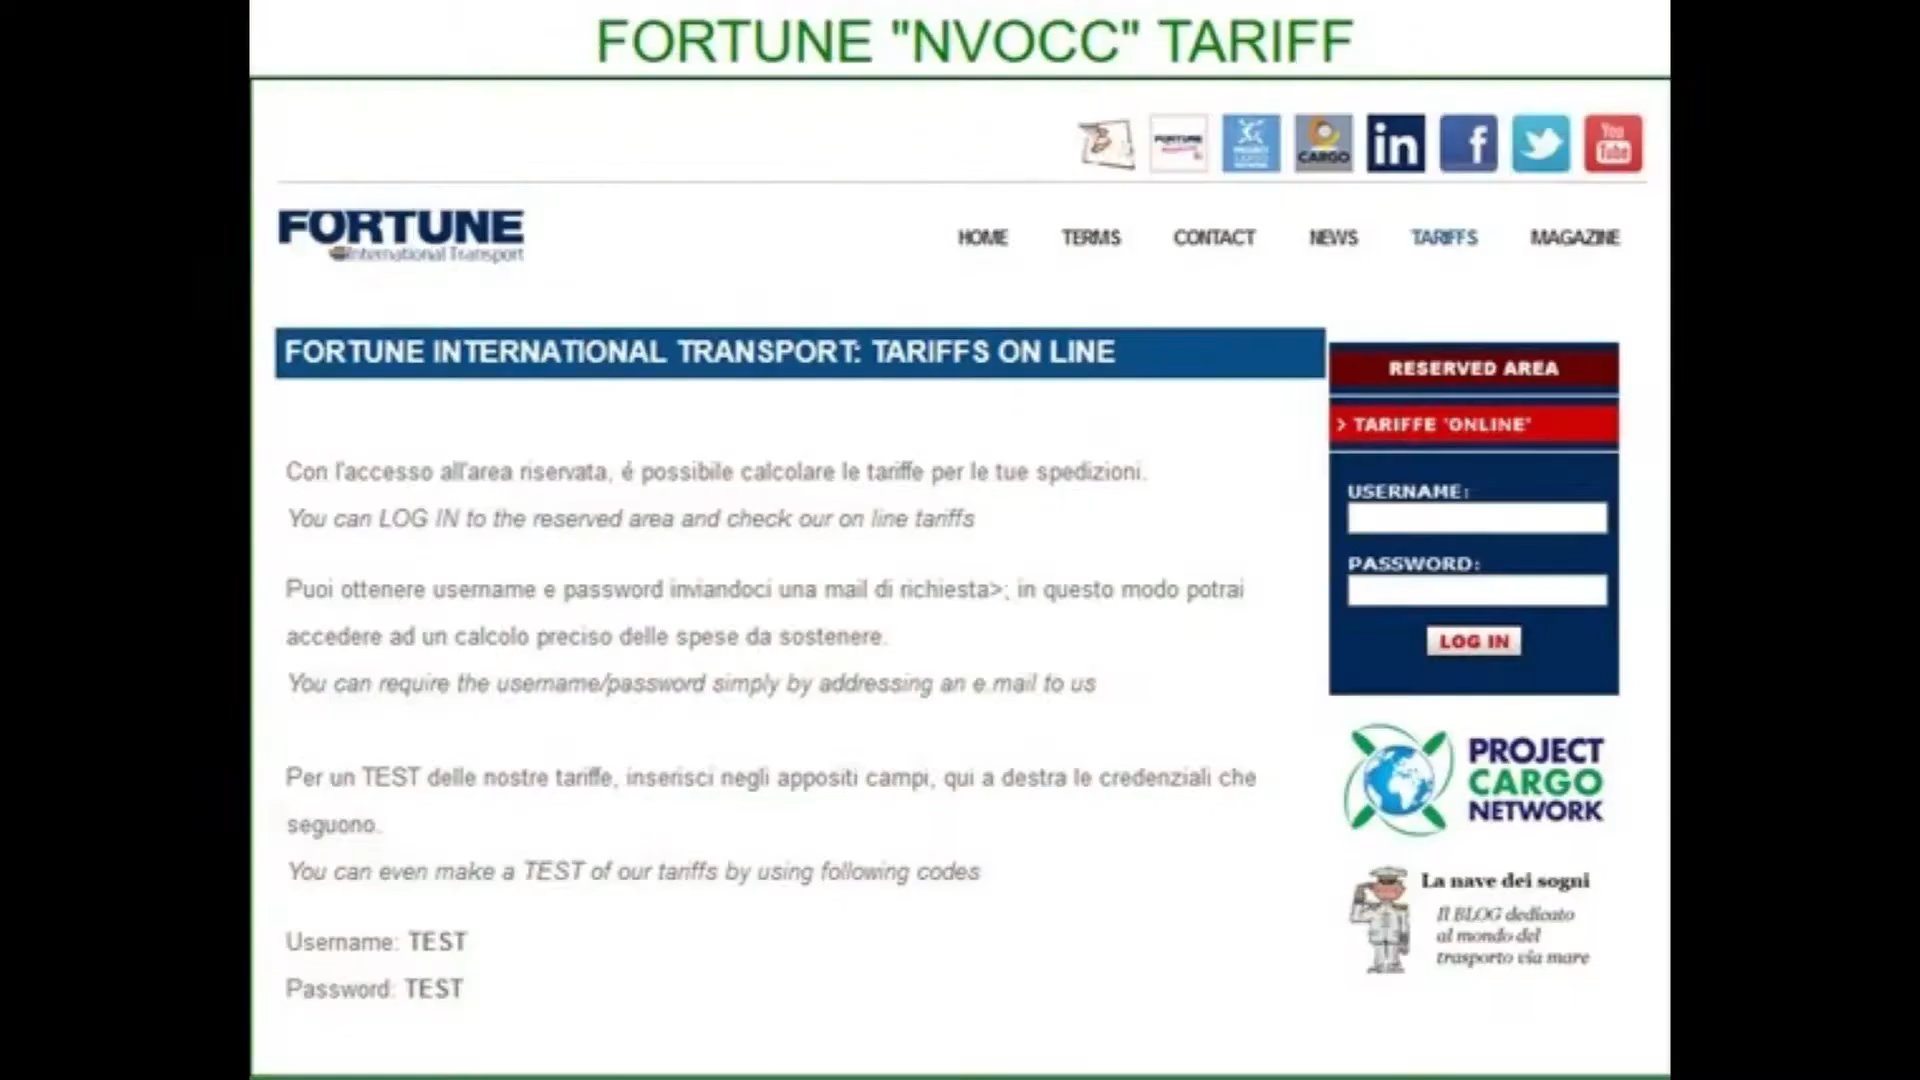 FORTUNE "NVOCC" TARIFF
FORTUNE
PROJECT CARGO NETWORK
CARGO
in
f
You Tube
FORTUNE
International Transport
HOME TERMS CONTACT NEWS TARIFFS MAGAZINE
FORTUNE INTERNATIONAL TRANSPORT: TARIFFS ON LINE
Con l'accesso all'area riservata, é possibile calcolare le tariffe per le tue spedizioni.
You can LOG IN to the reserved area and check our on line tariffs
Puoi ottenere username e password inviandoci una mail di richiesta>; in questo modo potrai
accedere ad un calcolo preciso delle spese da sostenere.
You can require the username/password simply by addressing an e.mail to us
Per un TEST delle nostre tariffe, inserisci negli appositi campi, qui a destra le credenziali che
seguono.
You can even make a TEST of our tariffs by using following codes
Username: TEST
Password: TEST
RESERVED AREA
> TARIFFE 'ONLINE'
USERNAME:
PASSWORD:
LOG IN
PROJECT
CARGO
NETWORK
La nave dei sogni
Il BLOG dedicato
al mondo del
trasporto via mare